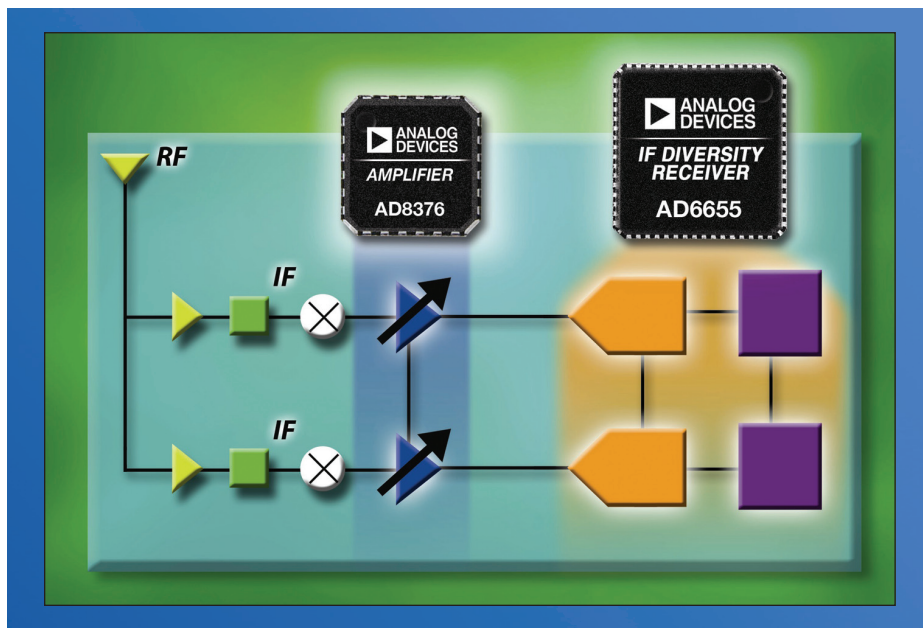 RF
ANALOG
DEVICES
AMPLIFIER
AD8376
ANALOG
DEVICES
IF DIVERSITY
RECEIVER
AD6655
IF
IF